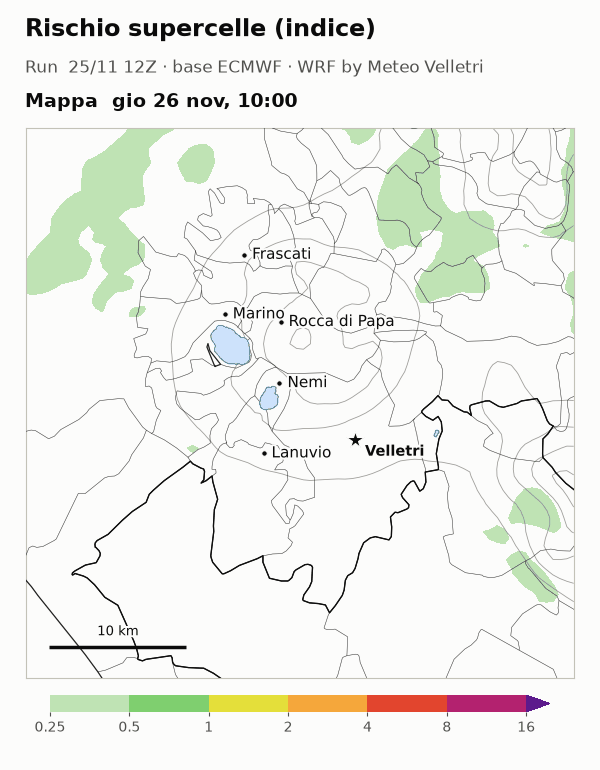 Rischio supercelle (indice)
Run  25/11 12Z · base ECMWF · WRF by Meteo Velletri
Mappa  gio 26 nov, 10:00
Frascati
Marino
Rocca di Papa
Nemi
Velletri
Lanuvio
10 km
0.25 0.5 1 2 4 8 16